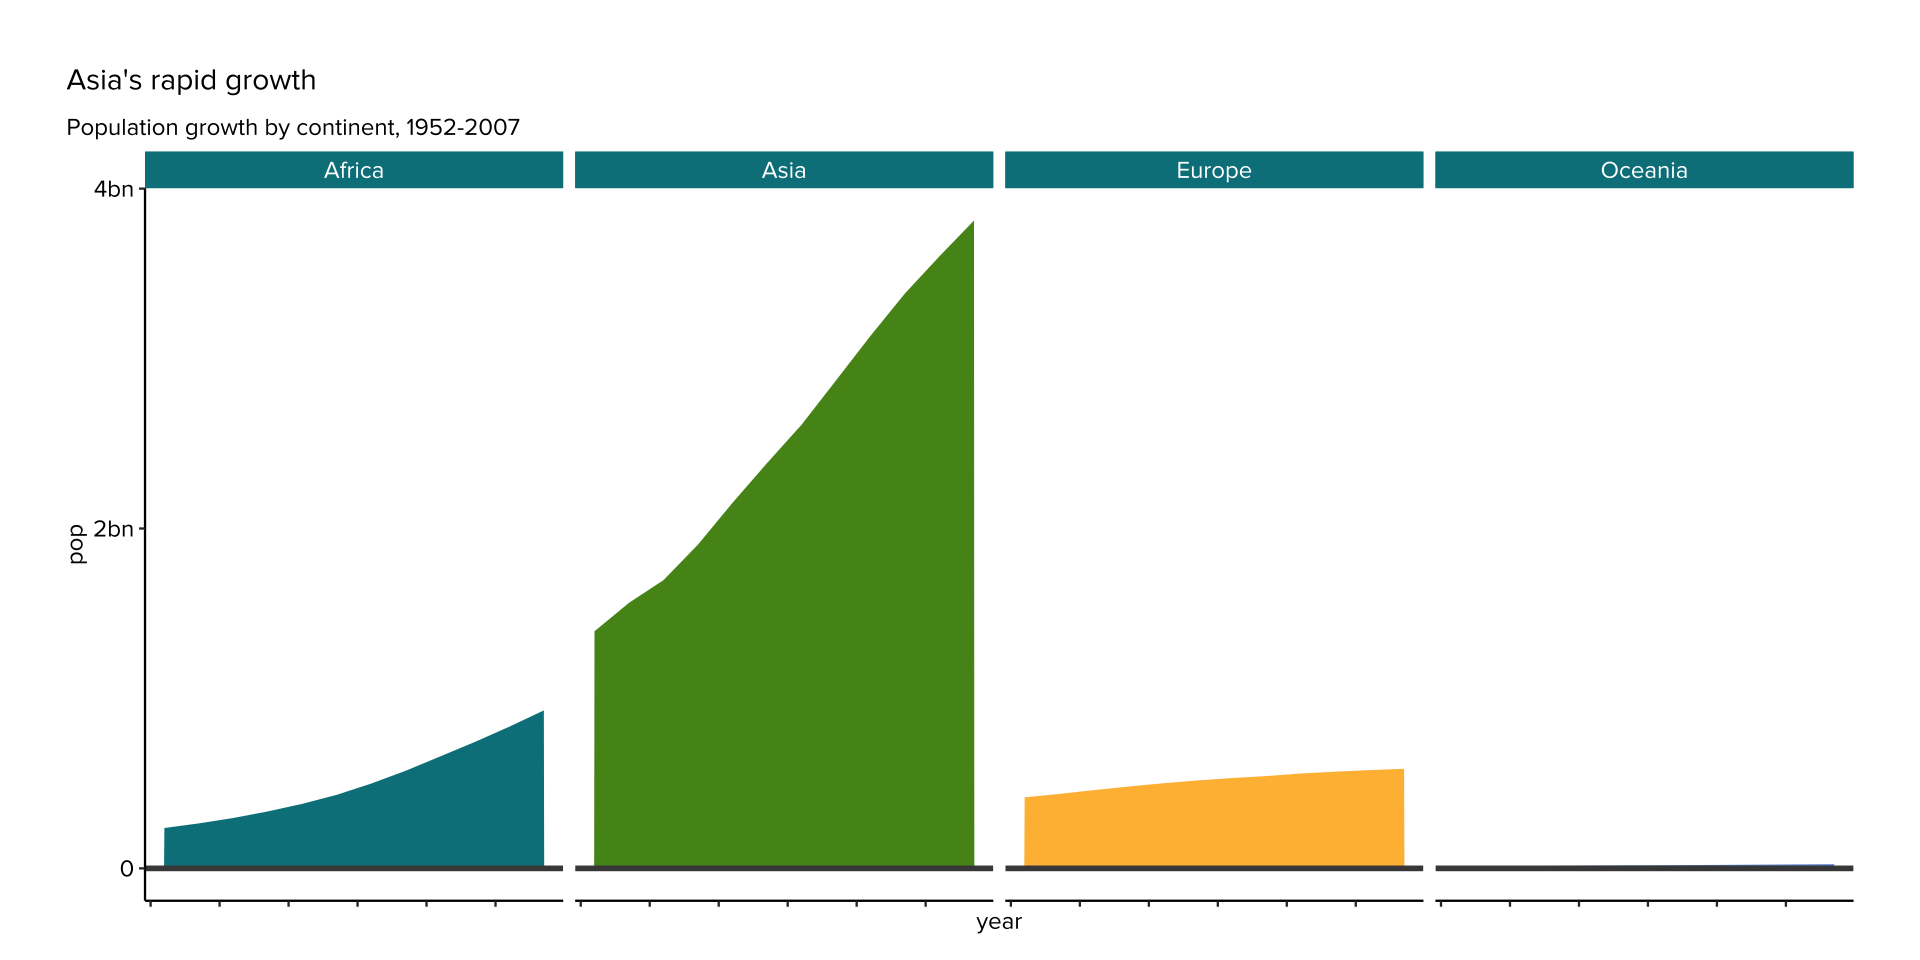 Asia's rapid growth
Population growth by continent, 1952-2007
Africa
Asia
Europe
Oceania
4bn
2bn
0
pop
year